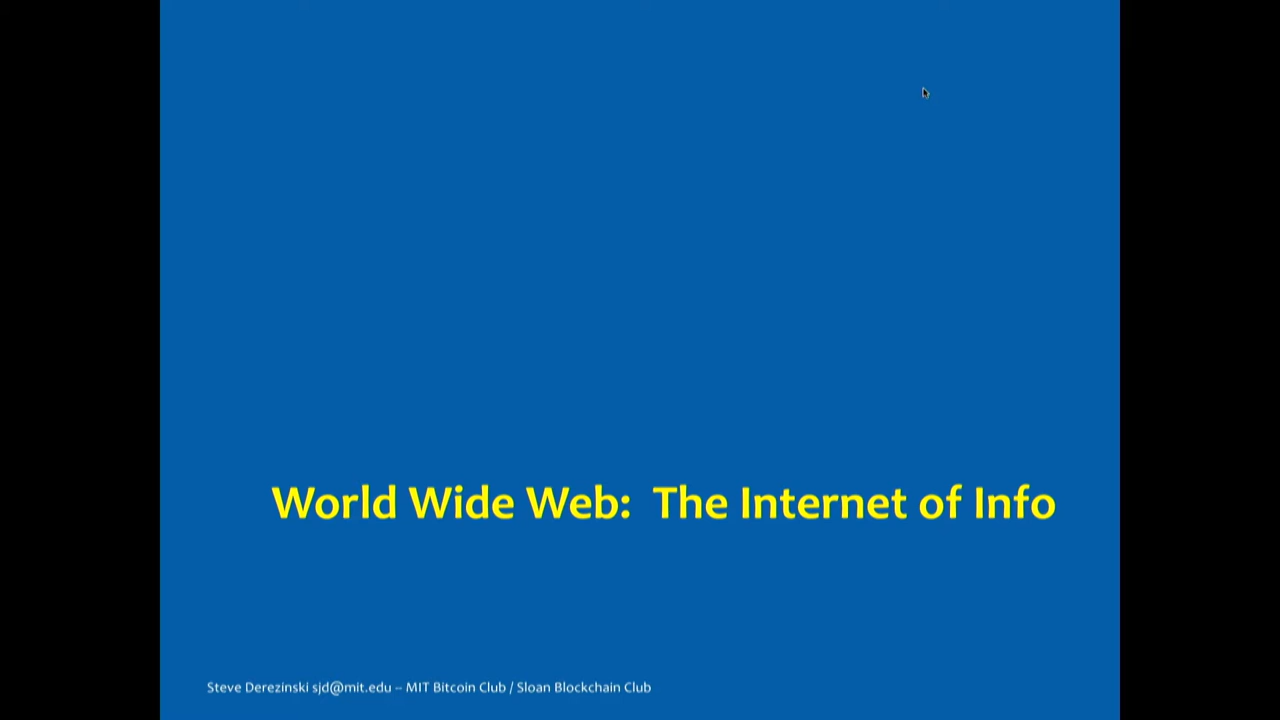 World Wide Web:  The Internet of Info
Steve Derezinski sjd@mit.edu – MIT Bitcoin Club / Sloan Blockchain Club